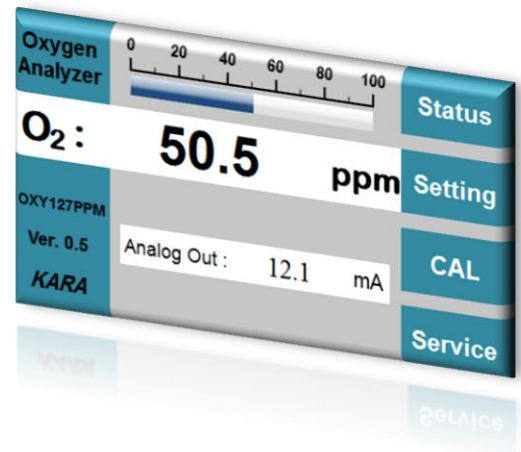 Oxygen
Analyzer
0 20 40 60 80 100
O₂ : 50.5 ppm
OXY127PPM
Ver. 0.5
KARA
Analog Out : 12.1 mA
Status
Setting
CAL
Service